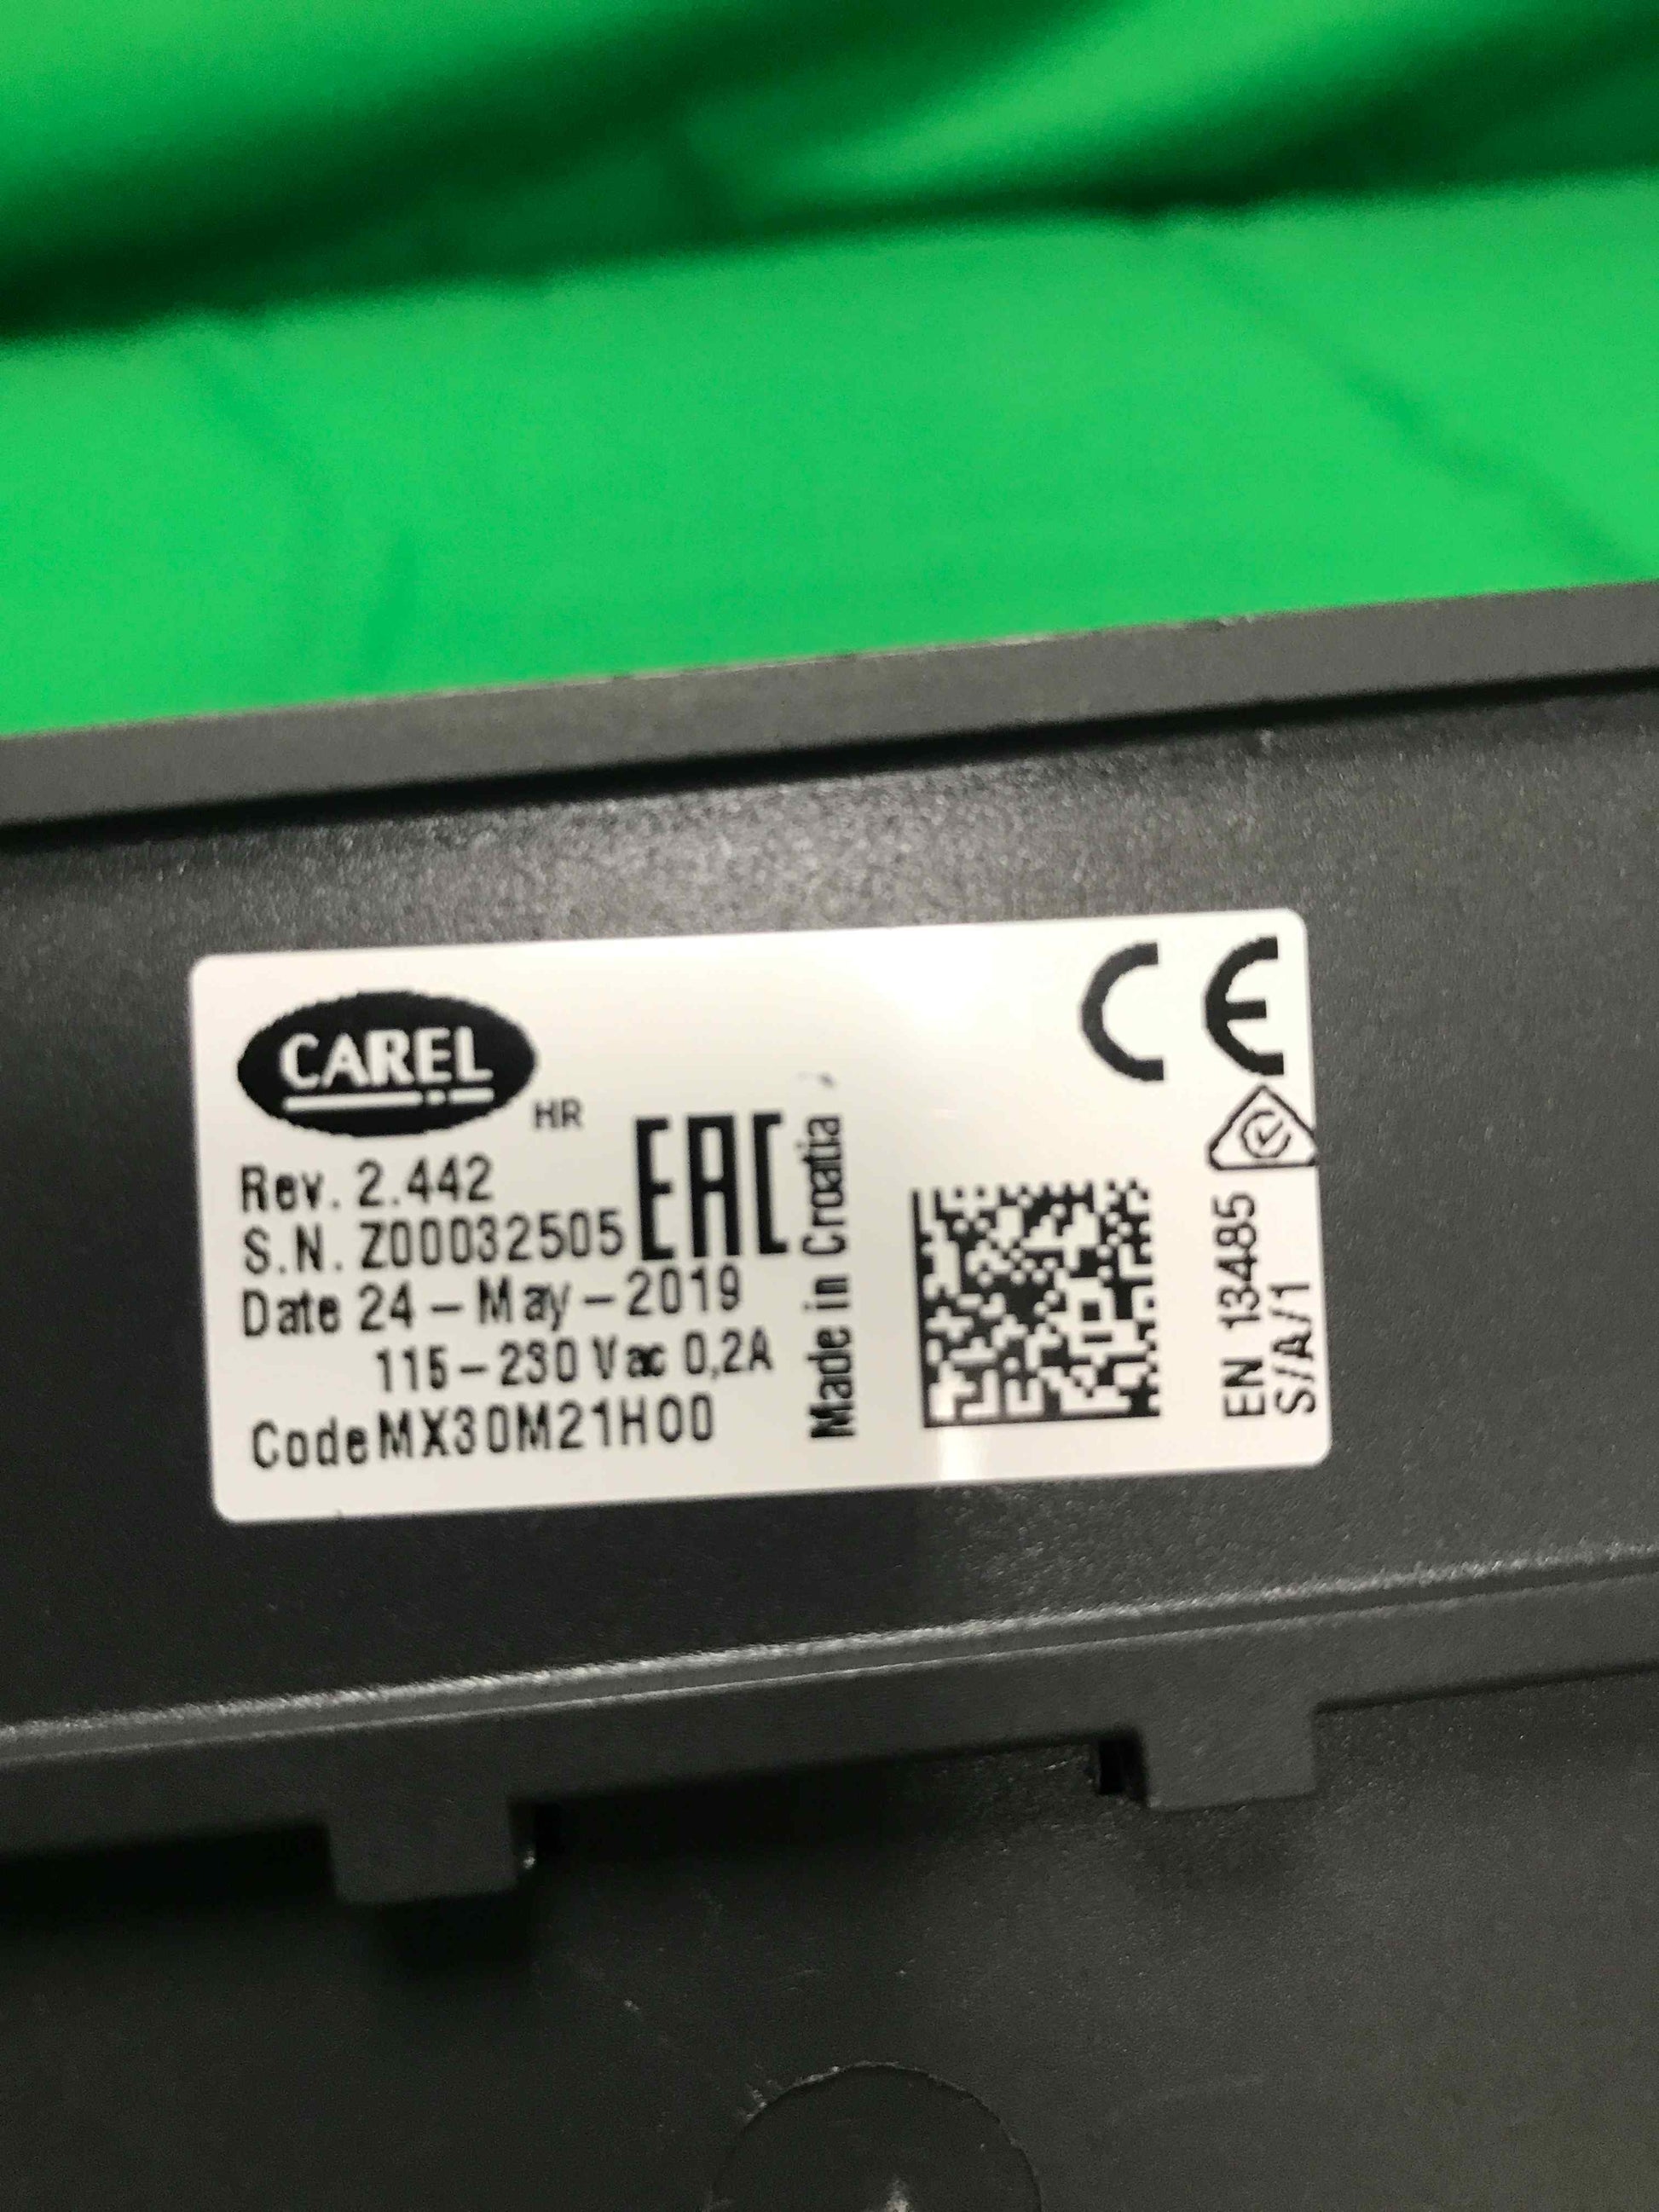 CAREL
HR
Rev. 2.442
S.N. Z00032505
Date 24-May-2019
115-230 Vac 0,2A
Code MX30M21H00
EAC
Made in Croatia
CE
EN 13485
S/A/1